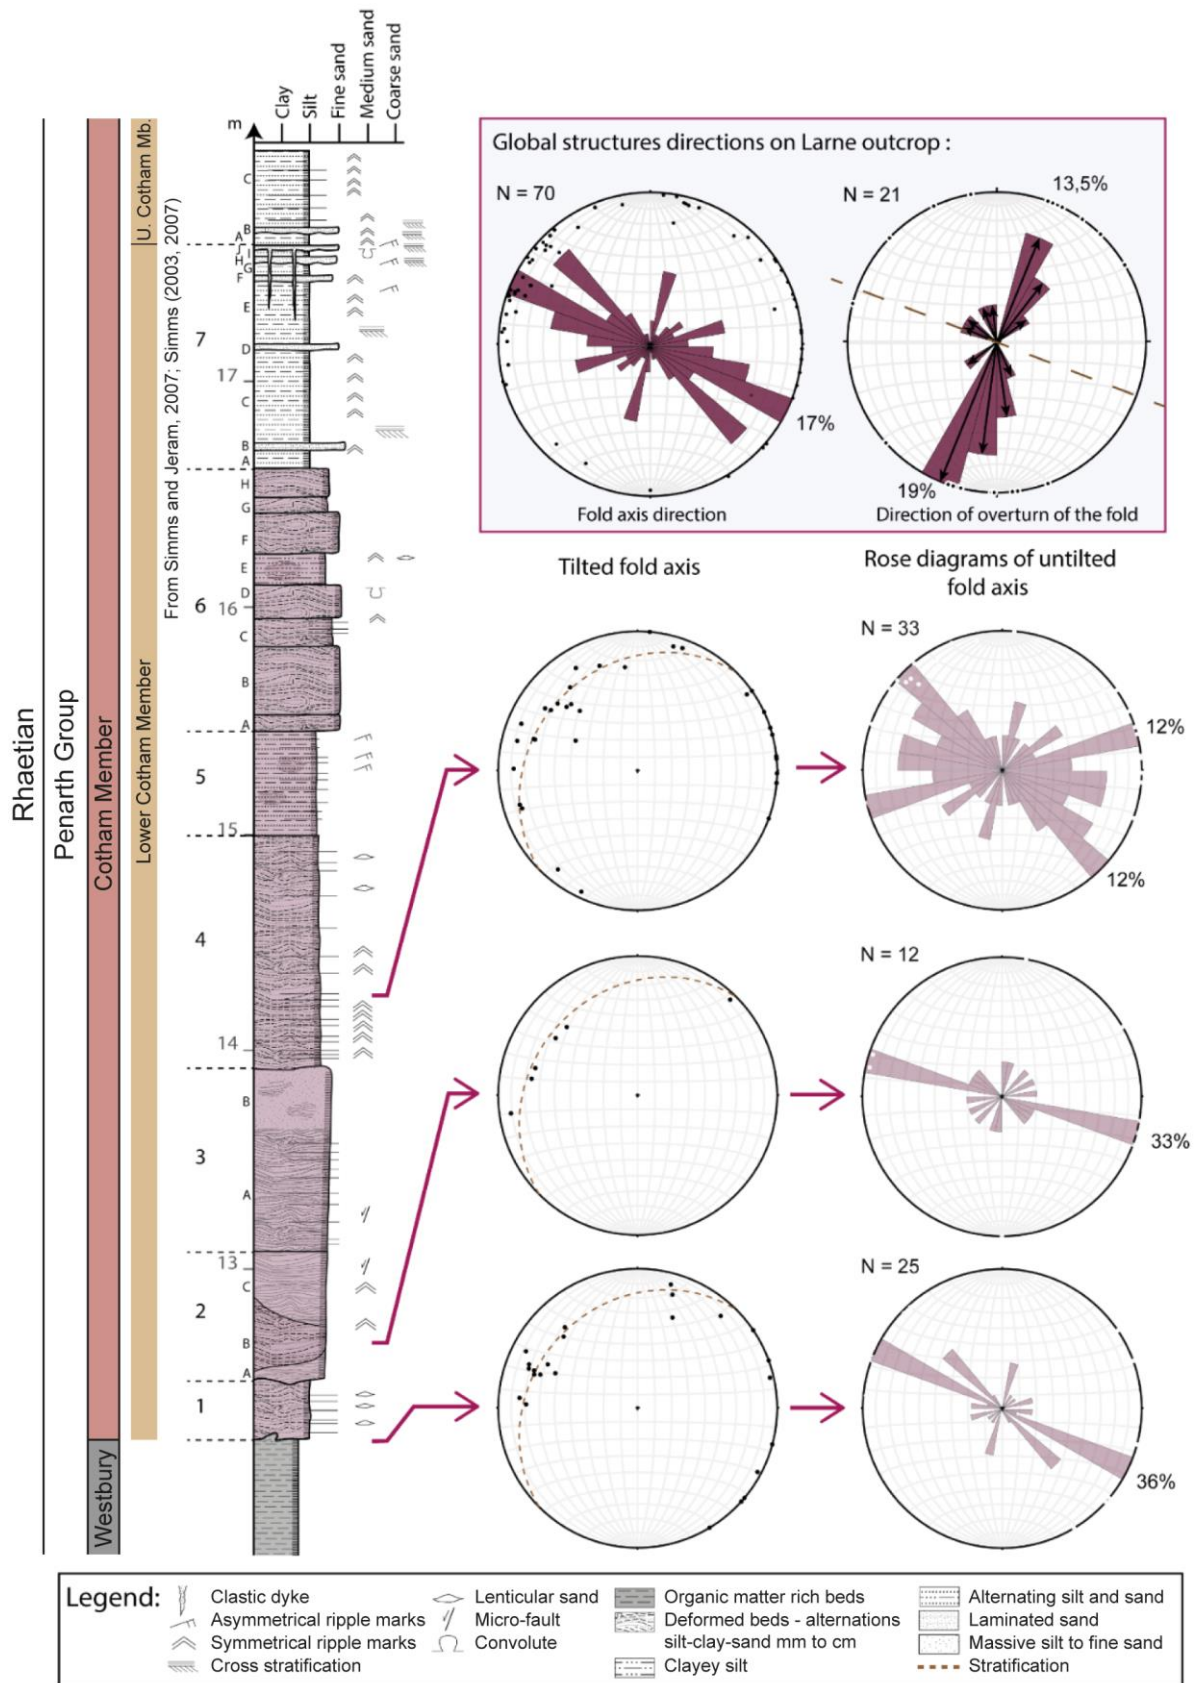 Clay
Silt
Fine sand
Medium sand
Coarse sand
m
Rhaetian
Penarth Group
Cotham Member
Westbury
U. Cotham Mb.
Lower Cotham Member
From Simms and Jeram, 2007; Simms (2003, 2007)
C
B
A
J
I
H
G
F
E
7
D
17
C
B
A
H
G
F
E
D
6
16
C
B
A
5
15
4
14
B
3
A
13
C
2
B
A
1
Global structures directions on Larne outcrop :
N = 70
17%
Fold axis direction
N = 21
13,5%
19%
Direction of overturn of the fold
Tilted fold axis
Rose diagrams of untilted
fold axis
N = 33
12%
12%
N = 12
33%
N = 25
36%
Legend:
Clastic dyke
Asymmetrical ripple marks
Symmetrical ripple marks
Cross stratification
Lenticular sand
Micro-fault
Convolute
Organic matter rich beds
Deformed beds - alternations
silt-clay-sand mm to cm
Clayey silt
Alternating silt and sand
Laminated sand
Massive silt to fine sand
Stratification